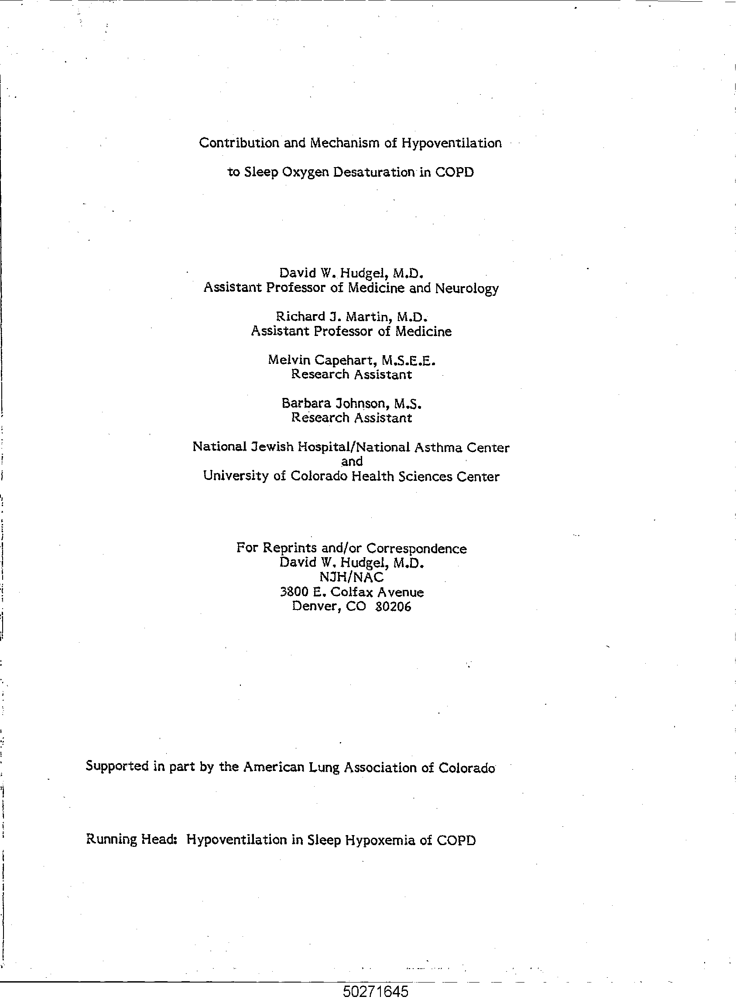 Contribution and Mechanism of Hypoventilation
to Sleep Oxygen Desaturation in COPD
David W. Hudgel, M.D.
Assistant Professor of Medicine and Neurology
Richard J. Martin, M.D.
Assistant Professor of Medicine
Melvin Capehart, M.S.E.E.
Research Assistant
Barbara Johnson, M.S.
Research Assistant
National Jewish Hospital/National Asthma Center
and
University of Colorado Health Sciences Center
For Reprints and/or Correspondence
David W. Hudgel, M.D.
NJH/NAC
3800 E. Colfax Avenue
Denver, CO 80206
Supported in part by the American Lung Association of Colorado
Running Head: Hypoventilation in Sleep Hypoxemia of COPD
50271645